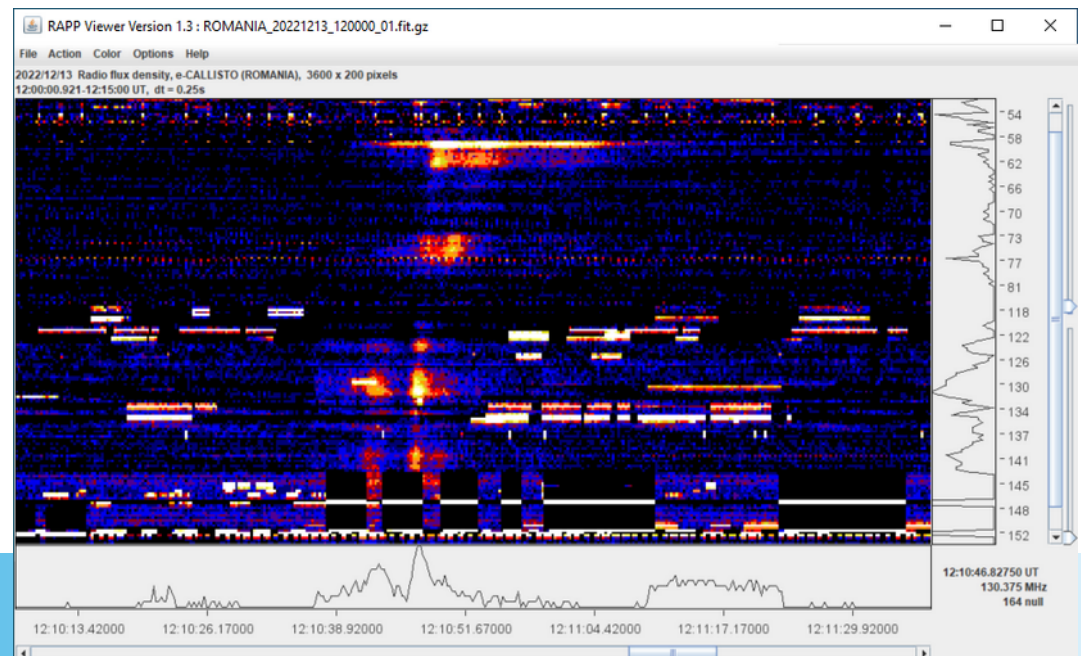 RAPP Viewer Version 1.3 : ROMANIA_20221213_120000_01.fit.gz
File Action Color Options Help
2022/12/13 Radio flux density, e-CALLISTO (ROMANIA), 3600 x 200 pixels
12:00:00.921-12:15:00 UT, dt = 0.25s
54
58
62
66
70
73
77
81
118
122
126
130
134
137
141
145
148
152
12:10:46.82750 UT
130.375 MHz
164 null
12:10:13.42000 12:10:26.17000 12:10:38.92000 12:10:51.67000 12:11:04.42000 12:11:17.17000 12:11:29.92000